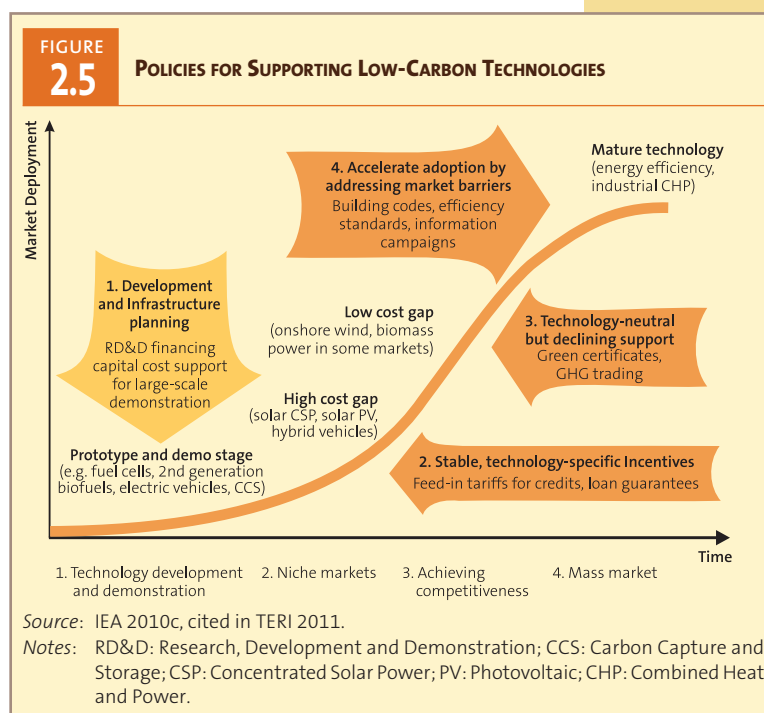 FIGURE
2.5
POLICIES FOR SUPPORTING LOW-CARBON TECHNOLOGIES
Market Deployment
4. Accelerate adoption by
addressing market barriers
Building codes, efficiency
standards, information
campaigns
Mature technology
(energy efficiency,
industrial CHP)
1. Development
and Infrastructure
planning
RD&D financing
capital cost support
for large-scale
demonstration
Low cost gap
(onshore wind, biomass
power in some markets)
3. Technology-neutral
but declining support
Green certificates,
GHG trading
High cost gap
(solar CSP, solar PV,
hybrid vehicles)
Prototype and demo stage
(e.g. fuel cells, 2nd generation
biofuels, electric vehicles, CCS)
2. Stable, technology-specific Incentives
Feed-in tariffs for credits, loan guarantees
Time
1. Technology development
and demonstration
2. Niche markets
3. Achieving
competitiveness
4. Mass market
Source: IEA 2010c, cited in TERI 2011.
Notes: RD&D: Research, Development and Demonstration; CCS: Carbon Capture and
Storage; CSP: Concentrated Solar Power; PV: Photovoltaic; CHP: Combined Heat
and Power.